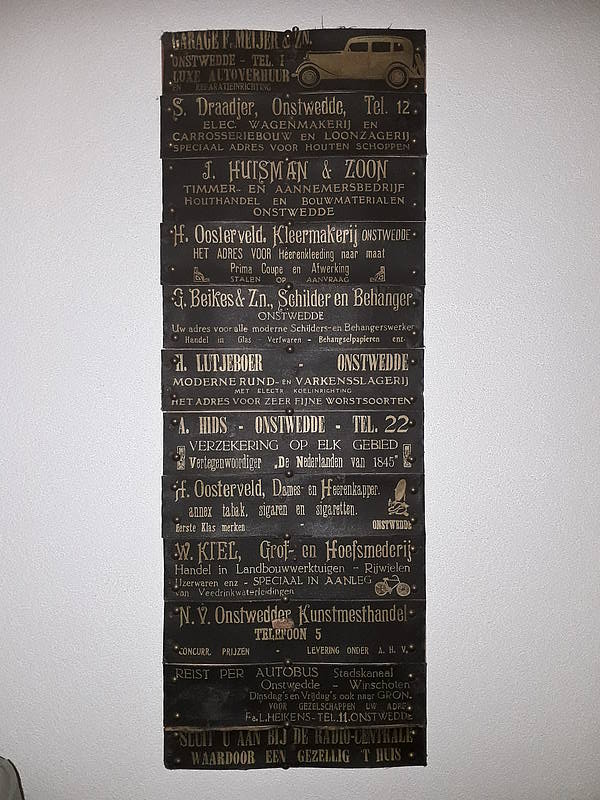 GARAGE F. MEIJER & ZN.
ONSTWEDDE - TEL. 1
LUXE AUTOVERHUUR
EN REPARATIEINRICHTING
S. Draadjer, Onstwedde, Tel. 12
ELEC. WAGENMAKERIJ EN
CARROSSERIEBOUW EN LOONZAGERIJ
SPECIAAL ADRES VOOR HOUTEN SCHOPPEN
J. HUISMAN & ZOON
TIMMER- EN AANNEMERSBEDRIJF
HOUTHANDEL EN BOUWMATERIALEN
ONSTWEDDE
H. Oosterveld, Kleermakerij ONSTWEDDE
HET ADRES VOOR Heerenkleeding naar maat
Prima Coupe en Afwerking
STALEN OP AANVRAAG
G. Beikes & Zn., Schilder en Behanger.
ONSTWEDDE
Uw adres voor alle moderne Schilders- en Behangerswerken
Handel in Glas - Verfwaren - Behangselpapieren enz.
H. LUTJEBOER - ONSTWEDDE
MODERNE RUND- EN VARKENSSLAGERIJ
MET ELECTR. KOELINRICHTING
HET ADRES VOOR ZEER FIJNE WORSTSOORTEN
A. HIDS - ONSTWEDDE - TEL. 22
VERZEKERING OP ELK GEBIED
Vertegenwoordiger „De Nederlanden van 1845"
H. Oosterveld, Dames- en Heerenkapper,
annex tabak, sigaren en sigaretten.
Eerste Klas merken - ONSTWEDDE
W. KIEL, Grof- en Hoefsmederij
Handel in Landbouwwerktuigen - Rijwielen
IJzerwaren enz - SPECIAAL IN AANLEG
van Veedrinkwaterleidingen
N.V. Onstwedder Kunstmesthandel
TELEFOON 5
CONCURR. PRIJZEN - LEVERING ONDER A. H. V.
REIST PER AUTOBUS Stadskanaal
Onstwedde - Winschoten
Dinsdag's en Vrijdag's ook naar GRON.
VOOR GEZELSCHAPPEN UW ADRES
Fa. L. HEIKENS - TEL. 11. ONSTWEDDE
SLUIT U AAN BIJ DE RADIO-CENTRALE
WAARDOOR EEN GEZELLIG 'T HUIS